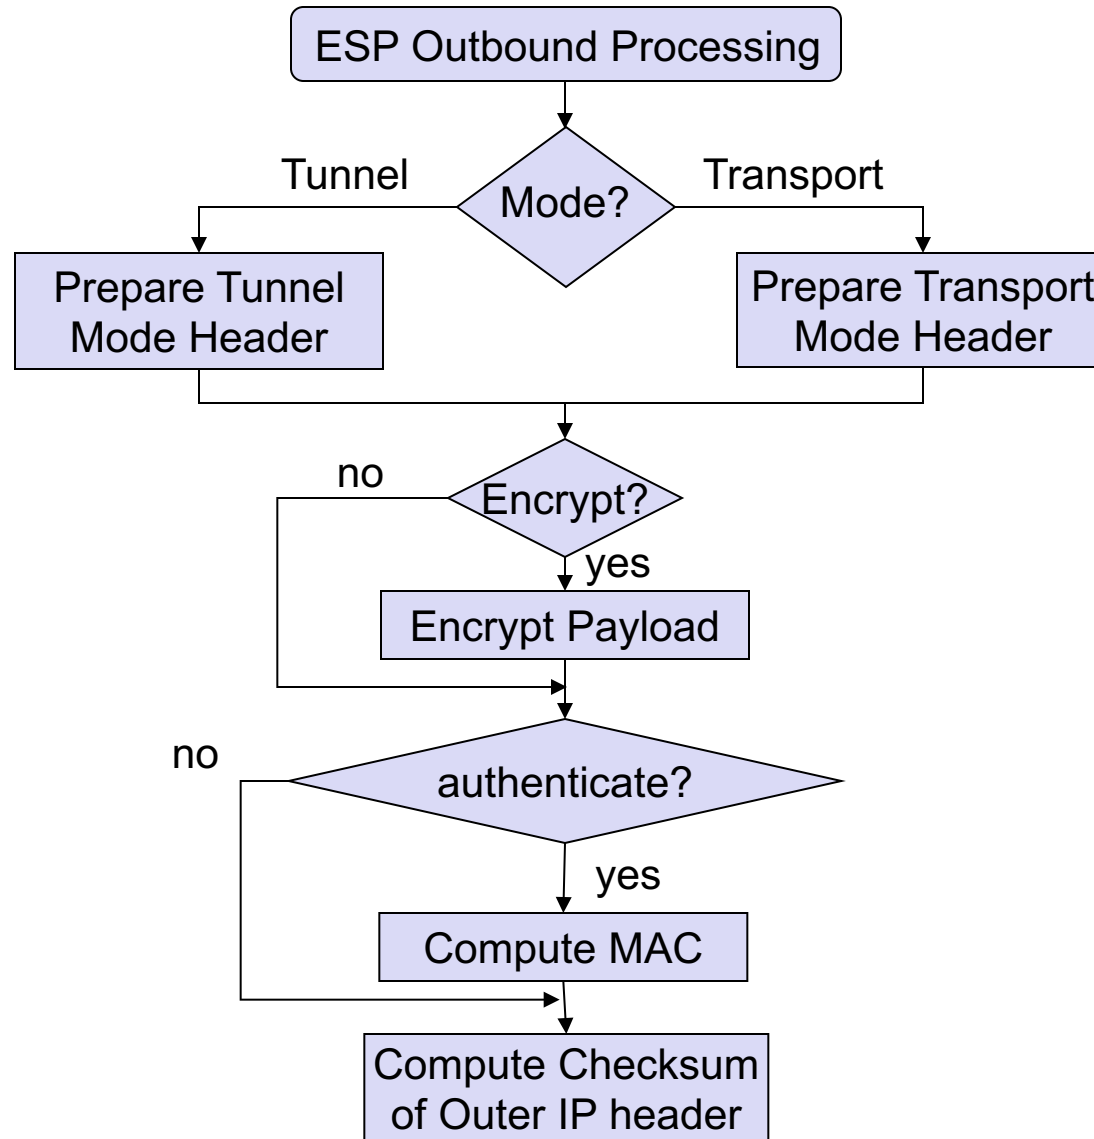 ESP Outbound Processing
Tunnel
Mode?
Transport
Prepare Tunnel
Mode Header
Prepare Transport
Mode Header
no
Encrypt?
yes
Encrypt Payload
no
authenticate?
yes
Compute MAC
Compute Checksum
of Outer IP header